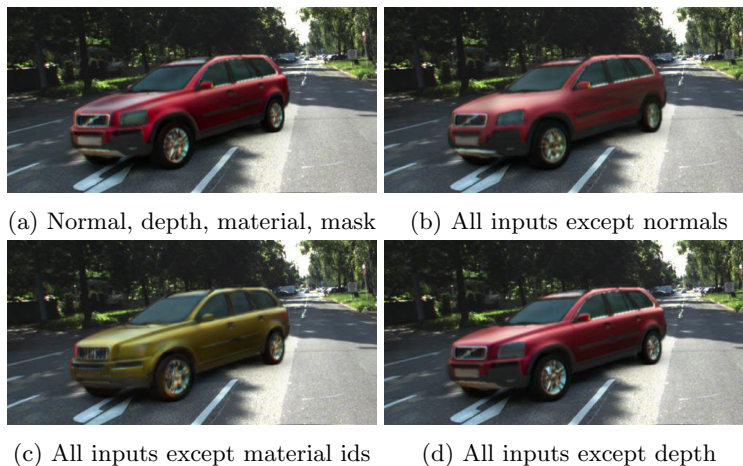 (a) Normal, depth, material, mask
(b) All inputs except normals
(c) All inputs except material ids
(d) All inputs except depth